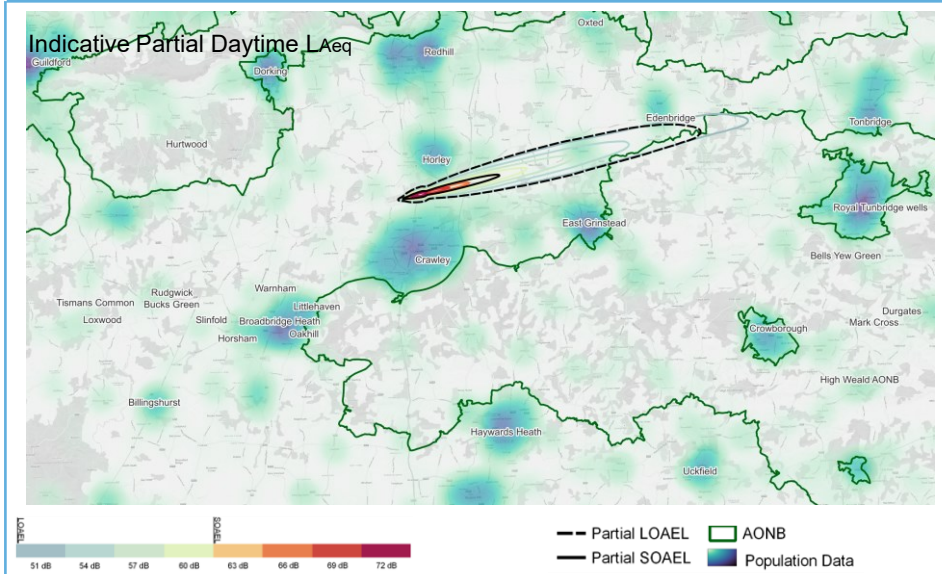 Indicative Partial Daytime LAeq
Oxted
Redhill
Guildford
Dorking
Edenbridge
Tonbridge
Hurtwood
Horley
Royal Tunbridge wells
East Grinstead
Bells Yew Green
Crawley
Warnham
Rudgwick
Tismans Common
Bucks Green
Littlehaven
Durgates
Loxwood
Slinfold
Broadbridge Heath
Mark Cross
Crowborough
Oakhill
Horsham
High Weald AONB
Billingshurst
Haywards Heath
Uckfield
LOAEL
SOAEL
51 dB 54 dB 57 dB 60 dB 63 dB 66 dB 69 dB 72 dB
Partial LOAEL
AONB
Partial SOAEL
Population Data